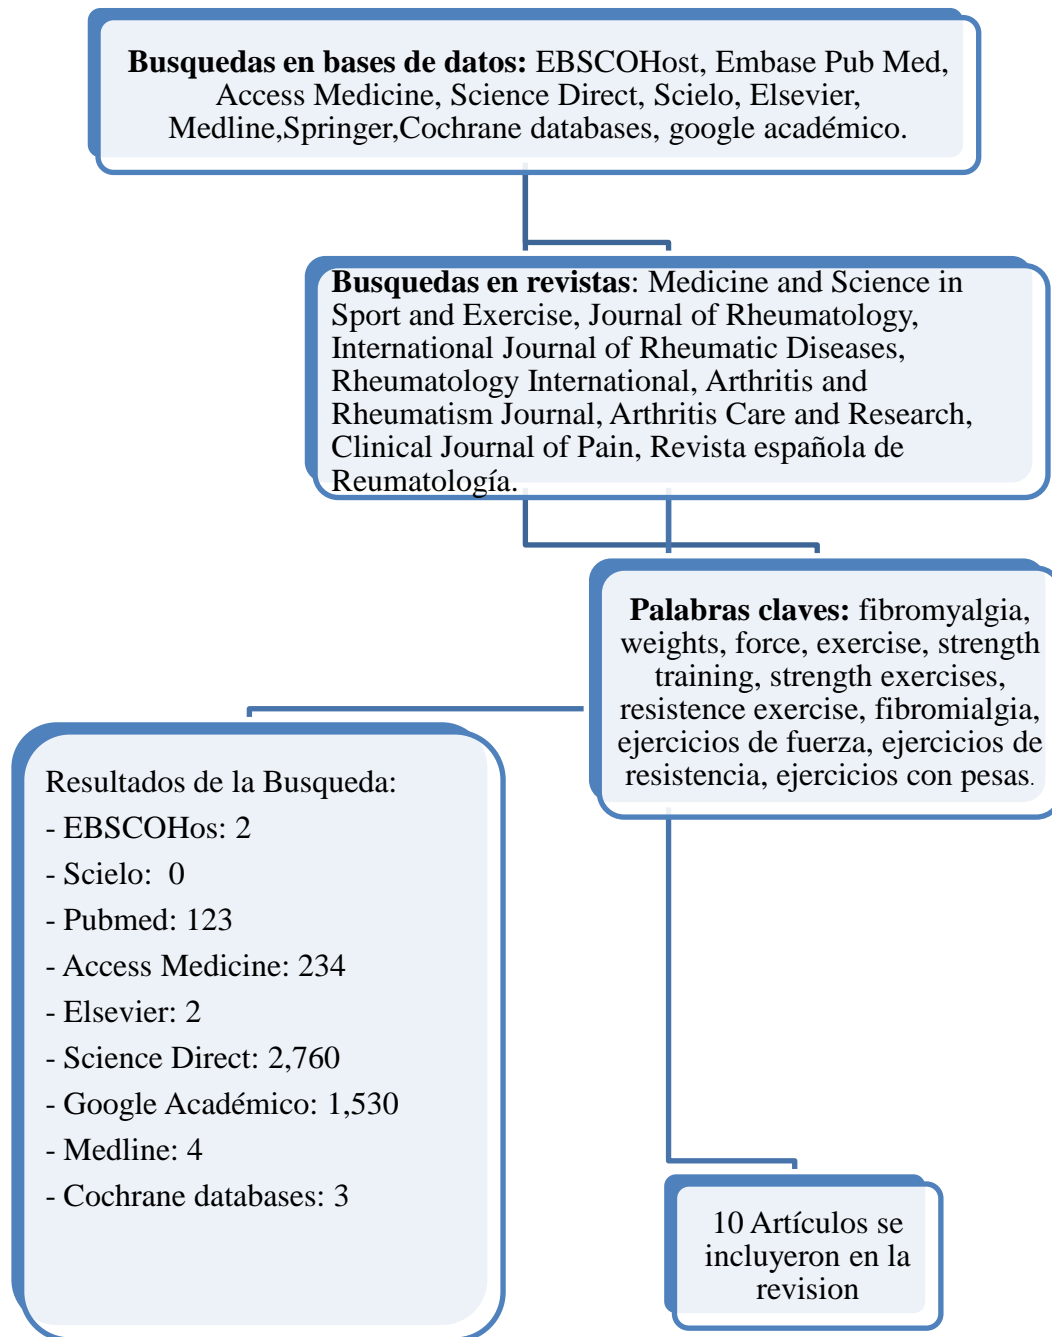 Busquedas en bases de datos: EBSCOHost, Embase Pub Med,
Access Medicine, Science Direct, Scielo, Elsevier,
Medline,Springer,Cochrane databases, google académico.
Busquedas en revistas: Medicine and Science in
Sport and Exercise, Journal of Rheumatology,
International Journal of Rheumatic Diseases,
Rheumatology International, Arthritis and
Rheumatism Journal, Arthritis Care and Research,
Clinical Journal of Pain, Revista española de
Reumatología.
Palabras claves: fibromyalgia,
weights, force, exercise, strength
training, strength exercises,
resistence exercise, fibromialgia,
ejercicios de fuerza, ejercicios de
resistencia, ejercicios con pesas.
Resultados de la Busqueda:
- EBSCOHos: 2
- Scielo: 0
- Pubmed: 123
- Access Medicine: 234
- Elsevier: 2
- Science Direct: 2,760
- Google Académico: 1,530
- Medline: 4
- Cochrane databases: 3
10 Artículos se
incluyeron en la
revision